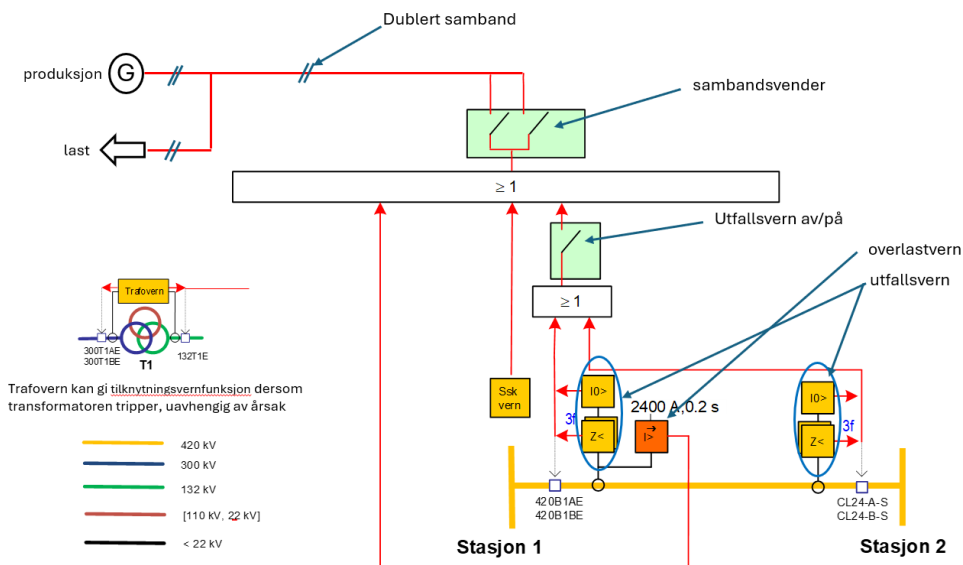 Dublert samband
produksjon
G
sambandsvender
last
≥ 1
Utfallsvern av/på
overlastvern
utfallsvern
≥ 1
Trafovern
300T1AE
300T1BE
T1
132T1E
Trafovern kan gi tilknytningsvernfunksjon dersom
transformatoren tripper, uavhengig av årsak
Ssk
vern
I0>
2400 A,0.2 s
I0>
3f
Z<
I>
3f
Z<
420 kV
300 kV
132 kV
[110 kV, 22 kV]
< 22 kV
420B1AE
420B1BE
CL24-A-S
CL24-B-S
Stasjon 1
Stasjon 2